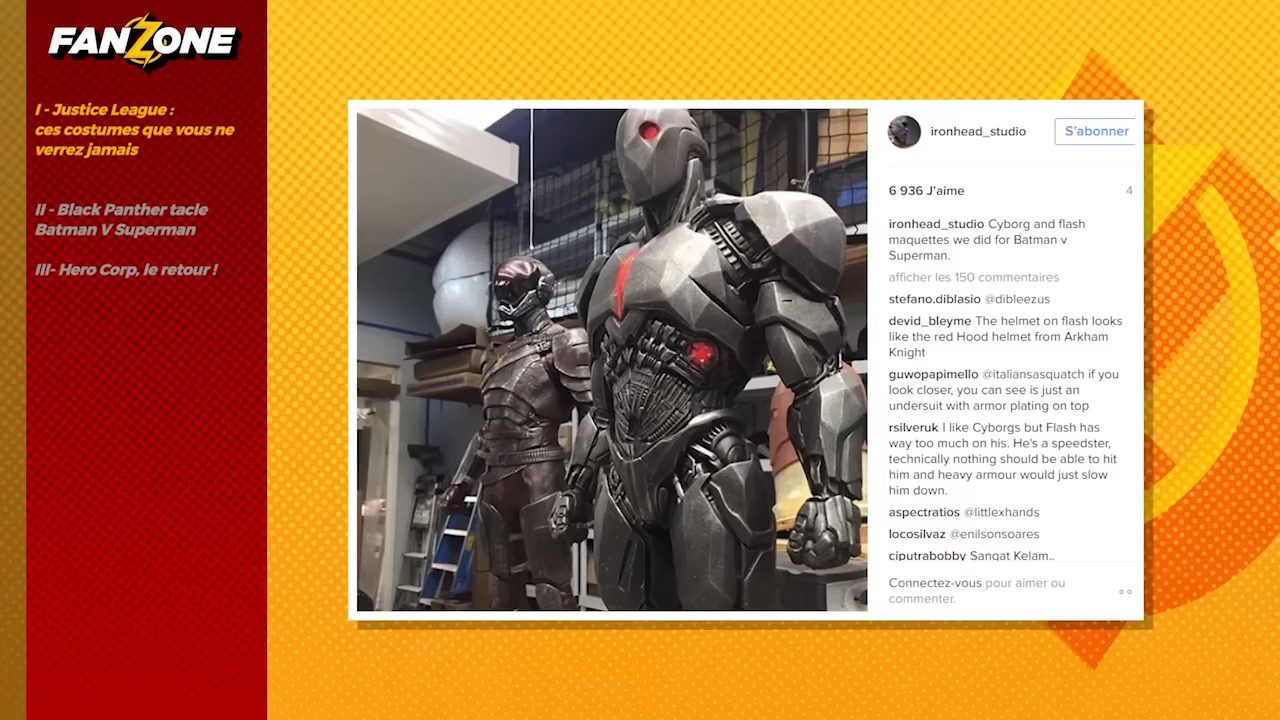 FANZONE
I - Justice League :
ces costumes que vous ne
verrez jamais
II - Black Panther tacle
Batman V Superman
III- Hero Corp, le retour !
ironhead_studio
S'abonner
6 936 J'aime
4
ironhead_studio Cyborg and flash
maquettes we did for Batman v
Superman.
afficher les 150 commentaires
stefano.diblasio @dibleezus
devid_bleyme The helmet on flash looks
like the red Hood helmet from Arkham
Knight
guwopapimello @italiansasquatch if you
look closer, you can see is just an
undersuit with armor plating on top
rsilveruk I like Cyborgs but Flash has
way too much on his. He's a speedster,
technically nothing should be able to hit
him and heavy armour would just slow
him down.
aspectratios @littlexhands
locosilvaz @enilsonsoares
ciputrabobby Sangat Kelam..
Connectez-vous pour aimer ou
commenter.